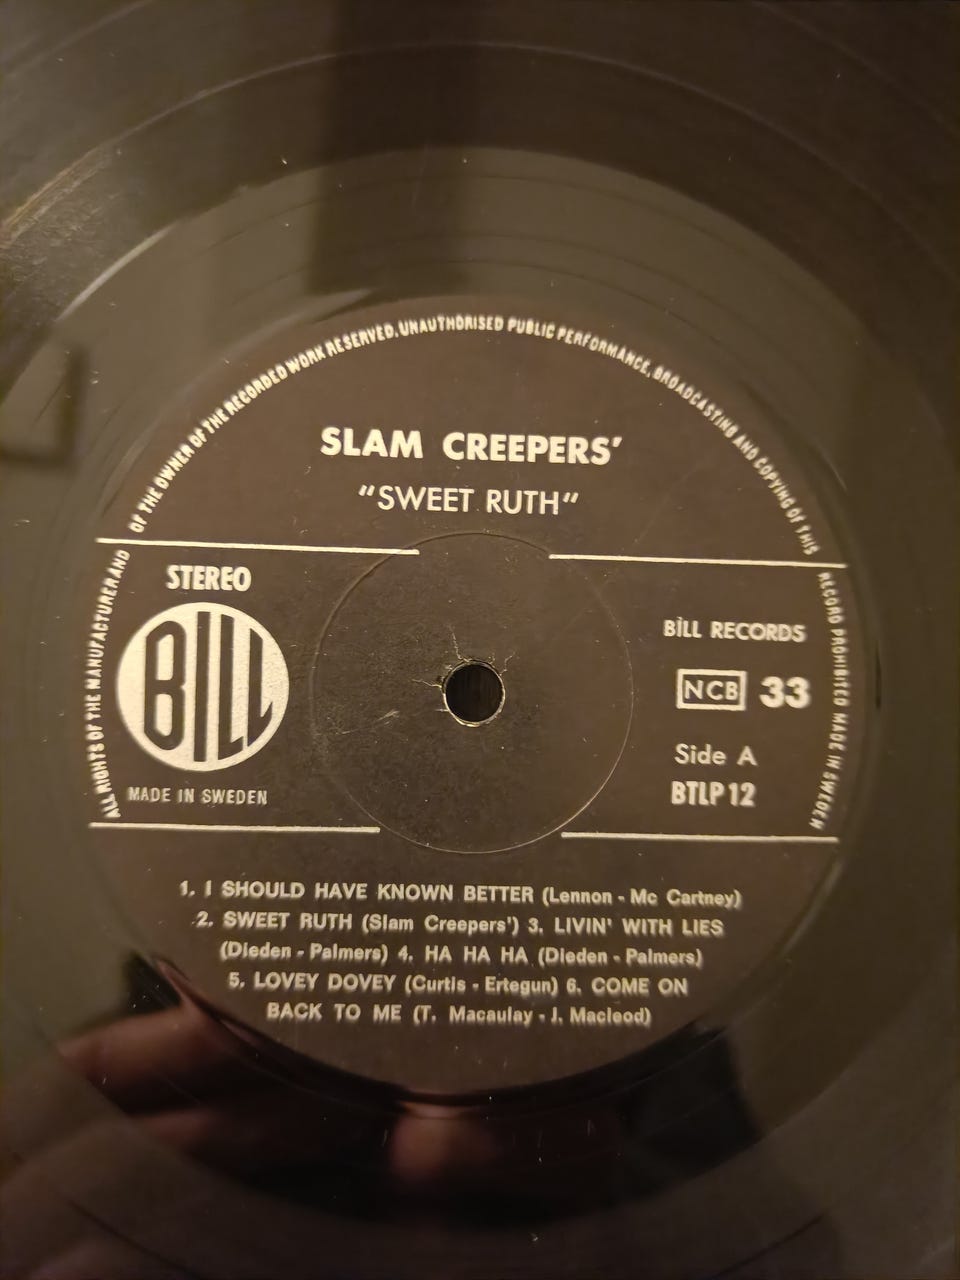 ALL RIGHTS OF THE MANUFACTURER AND OF THE OWNER OF THE RECORDED WORK RESERVED. UNAUTHORISED PUBLIC PERFORMANCE, BROADCASTING AND COPYING OF THIS RECORD PROHIBITED MADE IN SWEDEN
SLAM CREEPERS'
"SWEET RUTH"
STEREO
BILL
MADE IN SWEDEN
BiLL RECORDS
NCB 33
Side A
BTLP 12
1. I SHOULD HAVE KNOWN BETTER (Lennon - Mc Cartney)
2. SWEET RUTH (Slam Creepers') 3. LIVIN' WITH LIES
(Dieden - Palmers) 4. HA HA HA (Dieden - Palmers)
5. LOVEY DOVEY (Curtis - Ertegun) 6. COME ON
BACK TO ME (T. Macaulay - J. Macleod)